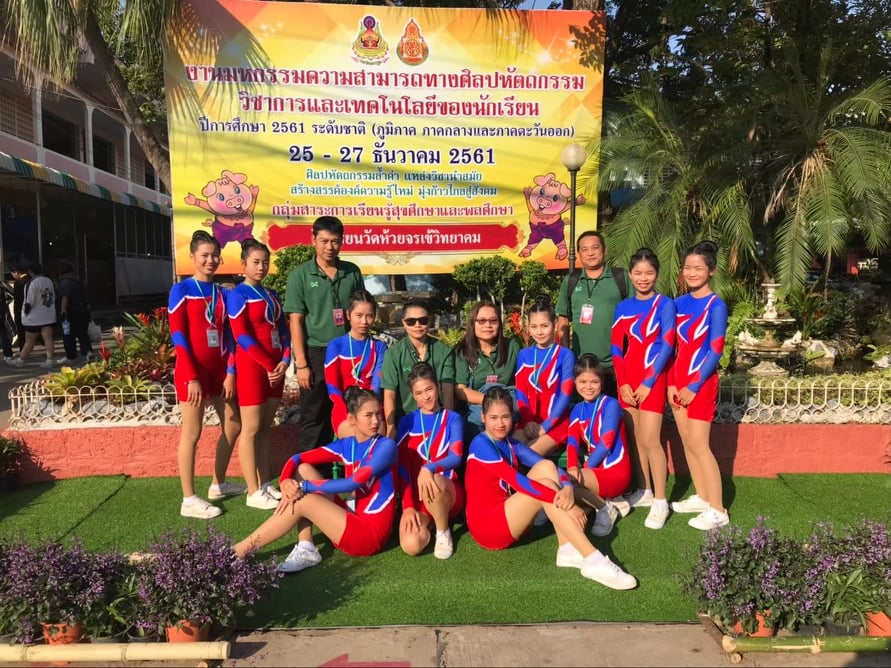 งานมหกรรมความสามารถทางศิลปหัตถกรรม
วิชาการและเทคโนโลยีของนักเรียน
ปีการศึกษา 2561 ระดับชาติ (ภูมิภาค ภาคกลางและภาคตะวันออก)
25 - 27 ธันวาคม 2561
ศิลปหัตถกรรมล้ำค่า แหล่งวิชานำสมัย
สร้างสรรค์องค์ความรู้ใหม่ มุ่งก้าวไกลสู่สังคม
กลุ่มสาระการเรียนรู้สุขศึกษาและพลศึกษา
เรียนวัดห้วยจรเข้วิทยาคม